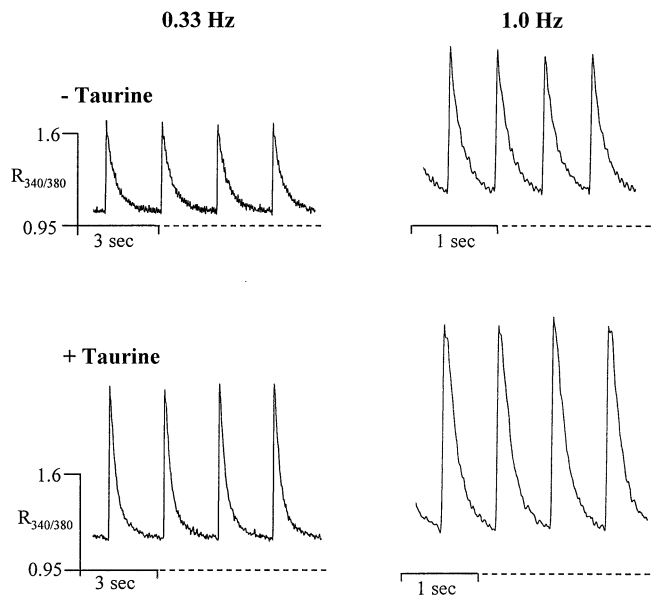 0.33 Hz
1.0 Hz
- Taurine
1.6
R340/380
0.95
3 sec
1 sec
+ Taurine
1.6
R340/380
0.95
3 sec
1 sec